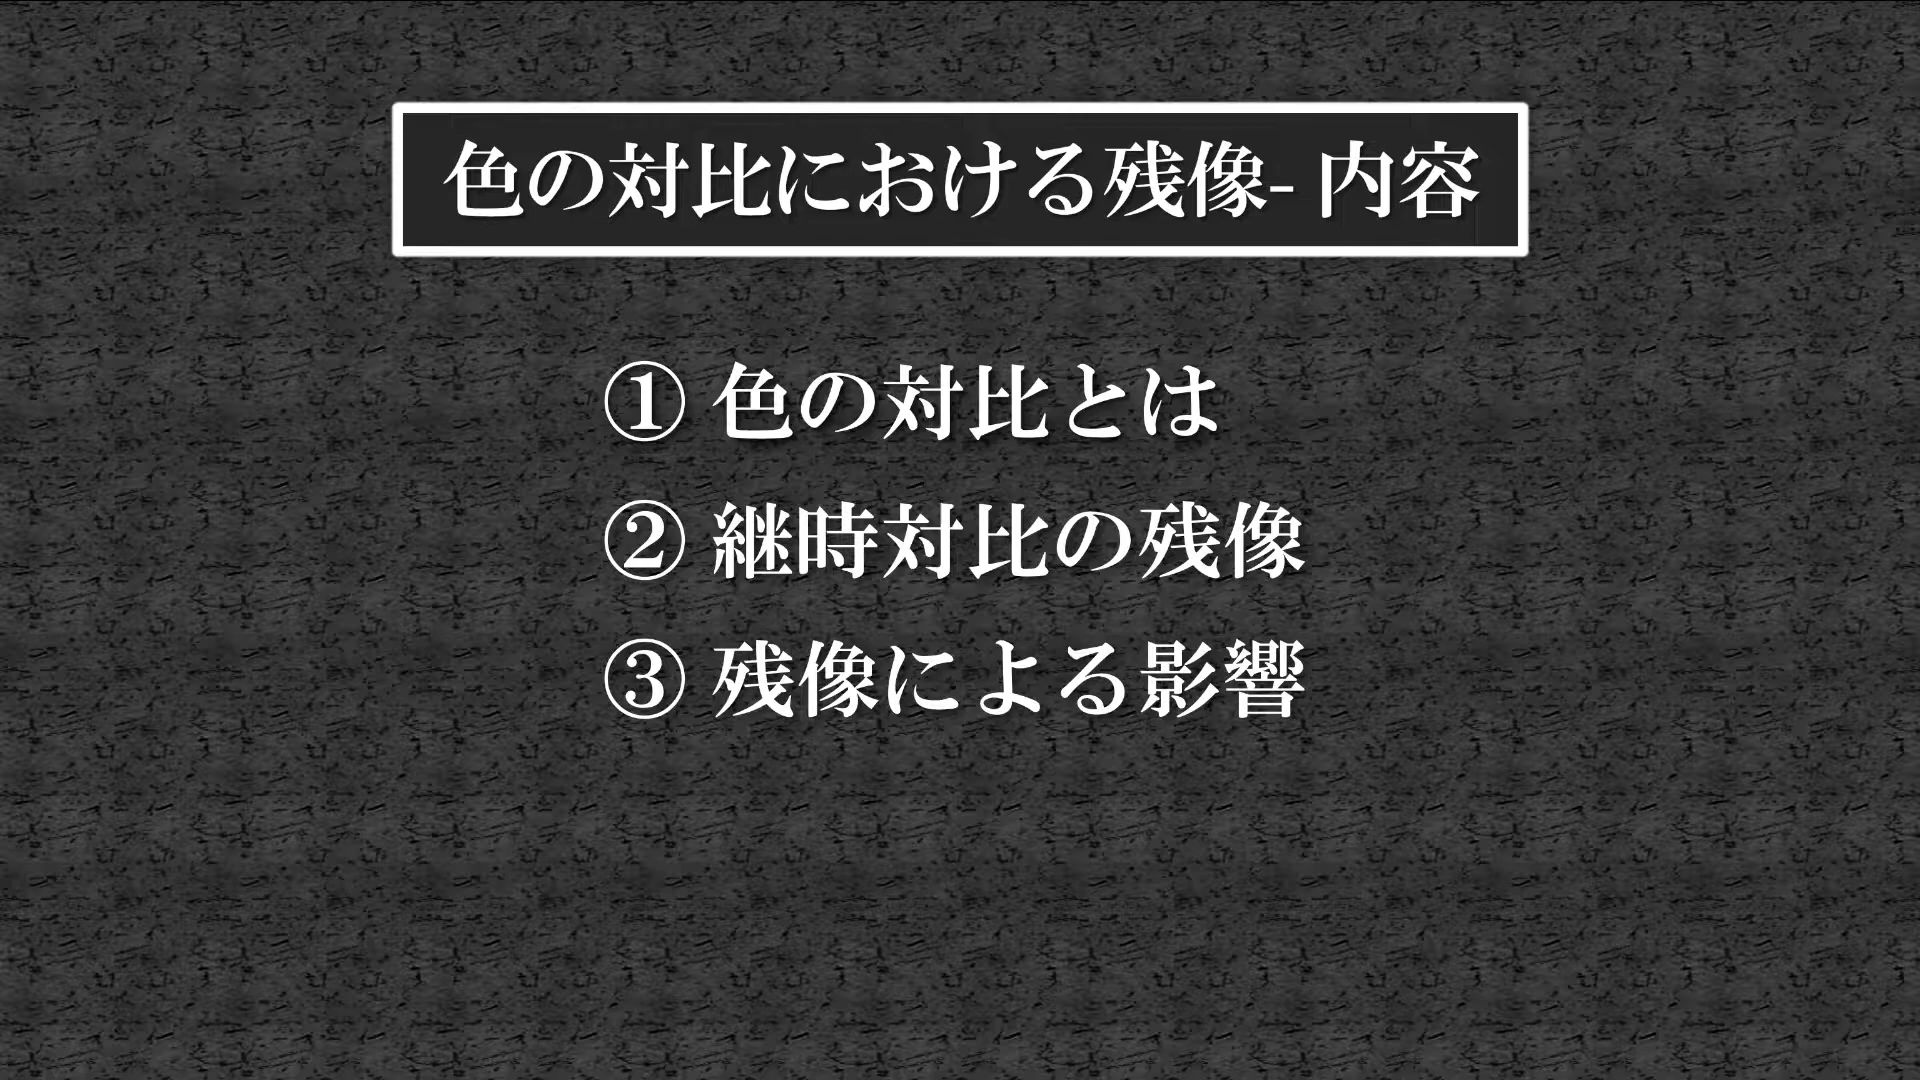 色の対比における残像- 内容
① 色の対比とは
② 継時対比の残像
③ 残像による影響